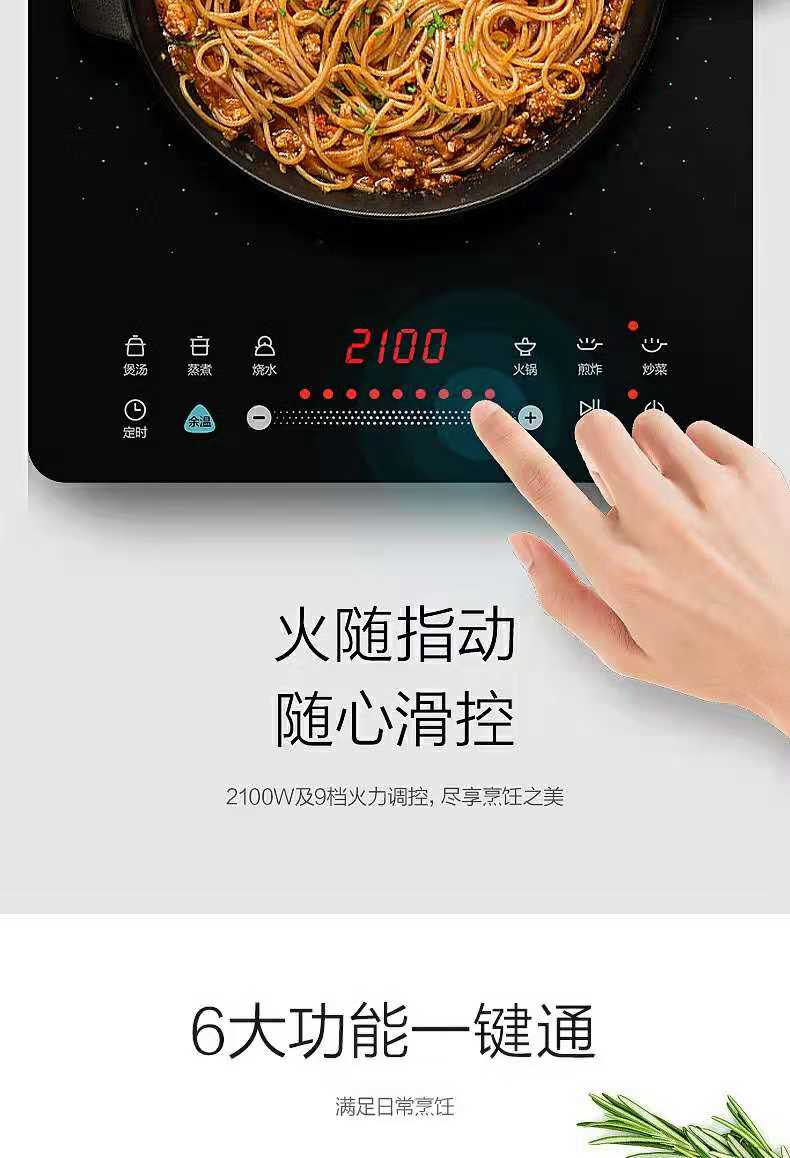 2100
煲汤 蒸煮 烧水 火锅 煎炸 炒菜
定时 余温 − +
火随指动
随心滑控
2100W及9档火力调控, 尽享烹饪之美
6大功能一键通
满足日常烹饪